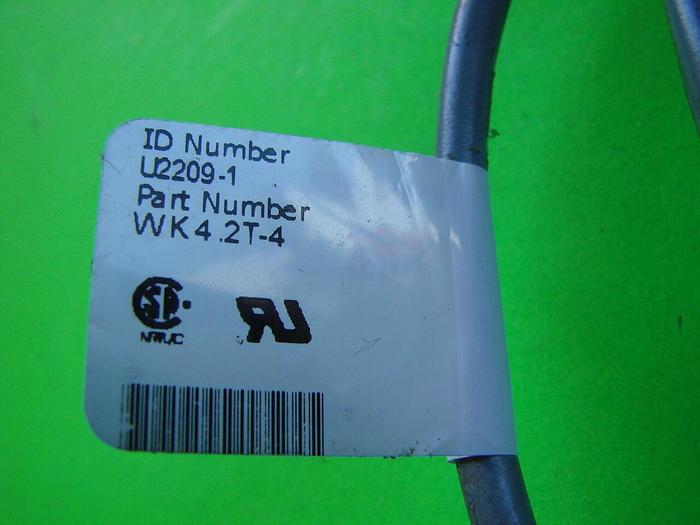 ID Number
U2209-1
Part Number
WK4.2T-4
NRTL/C